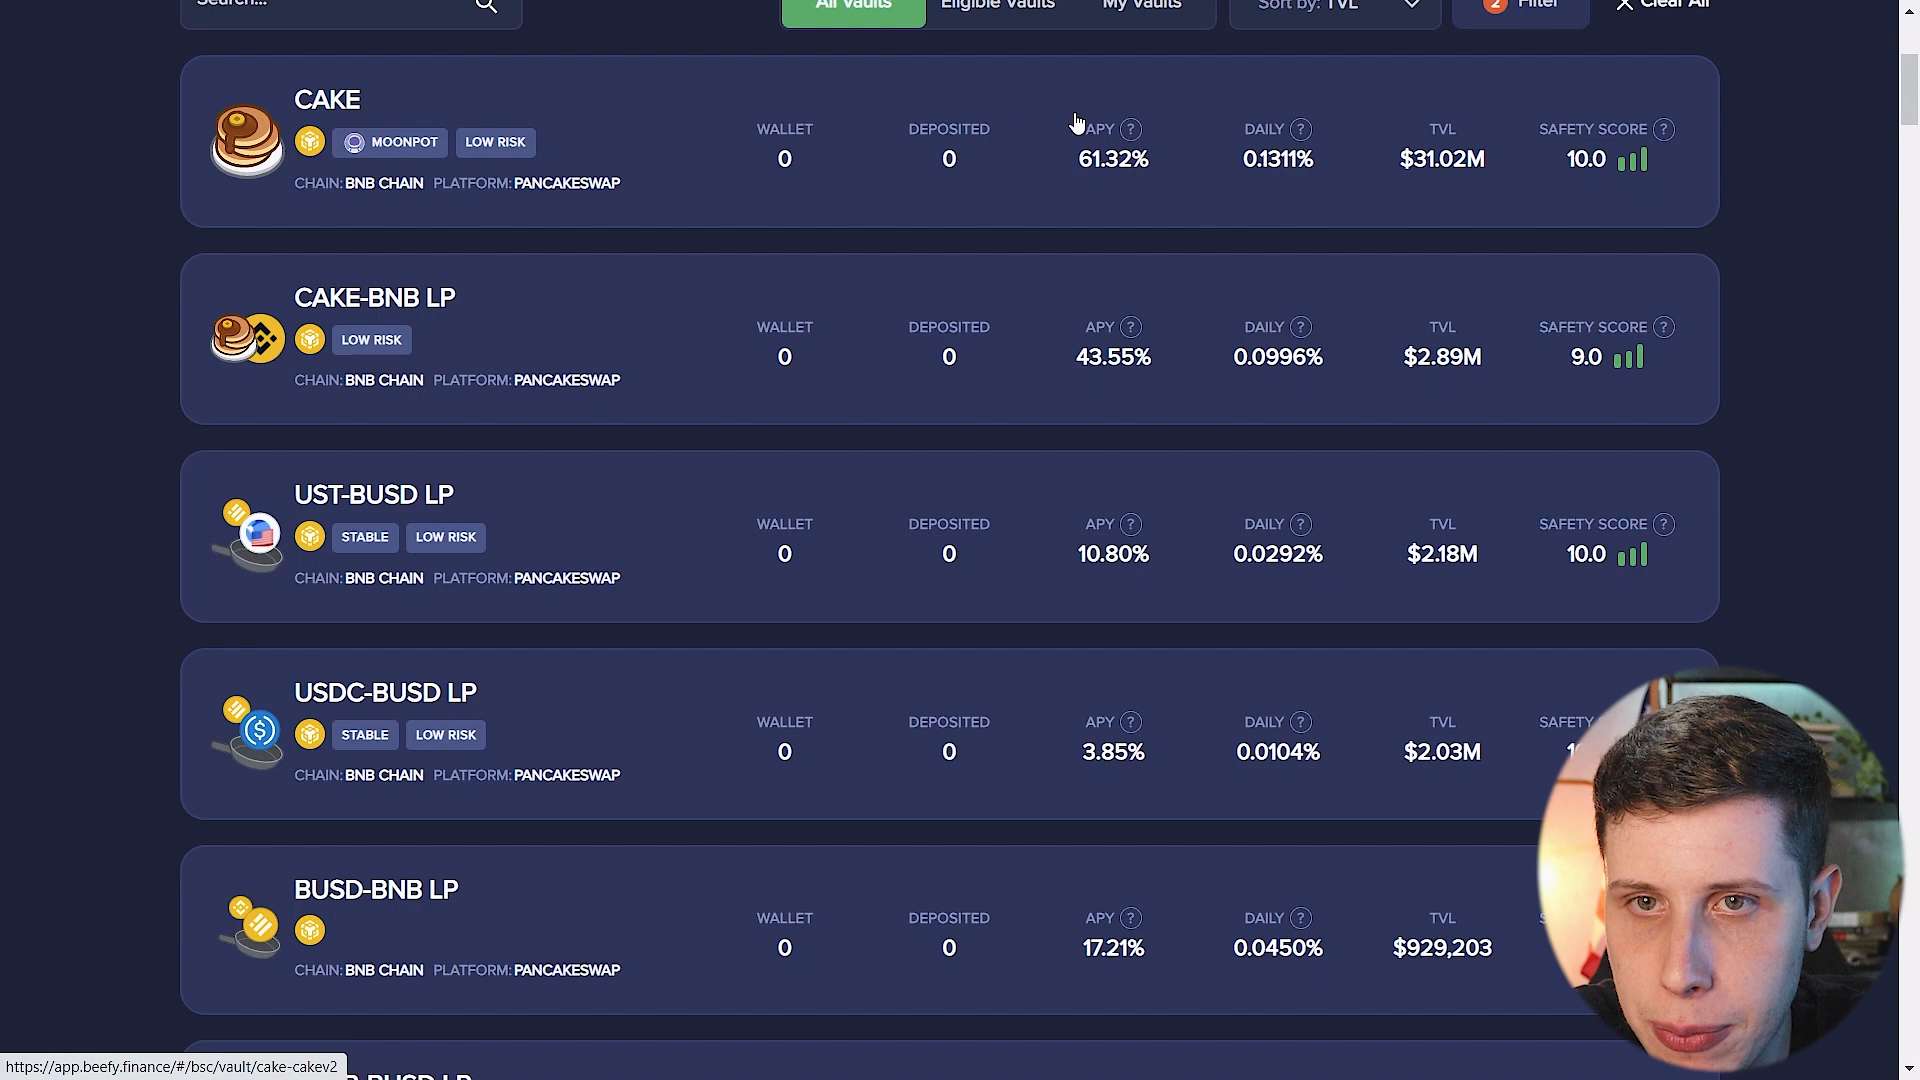 Search...
All Vaults Eligible Vaults My Vaults Sort by: TVL 2 Filter Clear All
CAKE
MOONPOT LOW RISK
CHAIN: BNB CHAIN PLATFORM: PANCAKESWAP
WALLET DEPOSITED APY ? DAILY ? TVL SAFETY SCORE ?
0 0 61.32% 0.1311% $31.02M 10.0
CAKE-BNB LP
LOW RISK
CHAIN: BNB CHAIN PLATFORM: PANCAKESWAP
WALLET DEPOSITED APY ? DAILY ? TVL SAFETY SCORE ?
0 0 43.55% 0.0996% $2.89M 9.0
UST-BUSD LP
STABLE LOW RISK
CHAIN: BNB CHAIN PLATFORM: PANCAKESWAP
WALLET DEPOSITED APY ? DAILY ? TVL SAFETY SCORE ?
0 0 10.80% 0.0292% $2.18M 10.0
USDC-BUSD LP
STABLE LOW RISK
CHAIN: BNB CHAIN PLATFORM: PANCAKESWAP
WALLET DEPOSITED APY ? DAILY ? TVL SAFETY
0 0 3.85% 0.0104% $2.03M
BUSD-BNB LP
CHAIN: BNB CHAIN PLATFORM: PANCAKESWAP
WALLET DEPOSITED APY ? DAILY ? TVL
0 0 17.21% 0.0450% $929,203
https://app.beefy.finance/#/bsc/vault/cake-cakev2